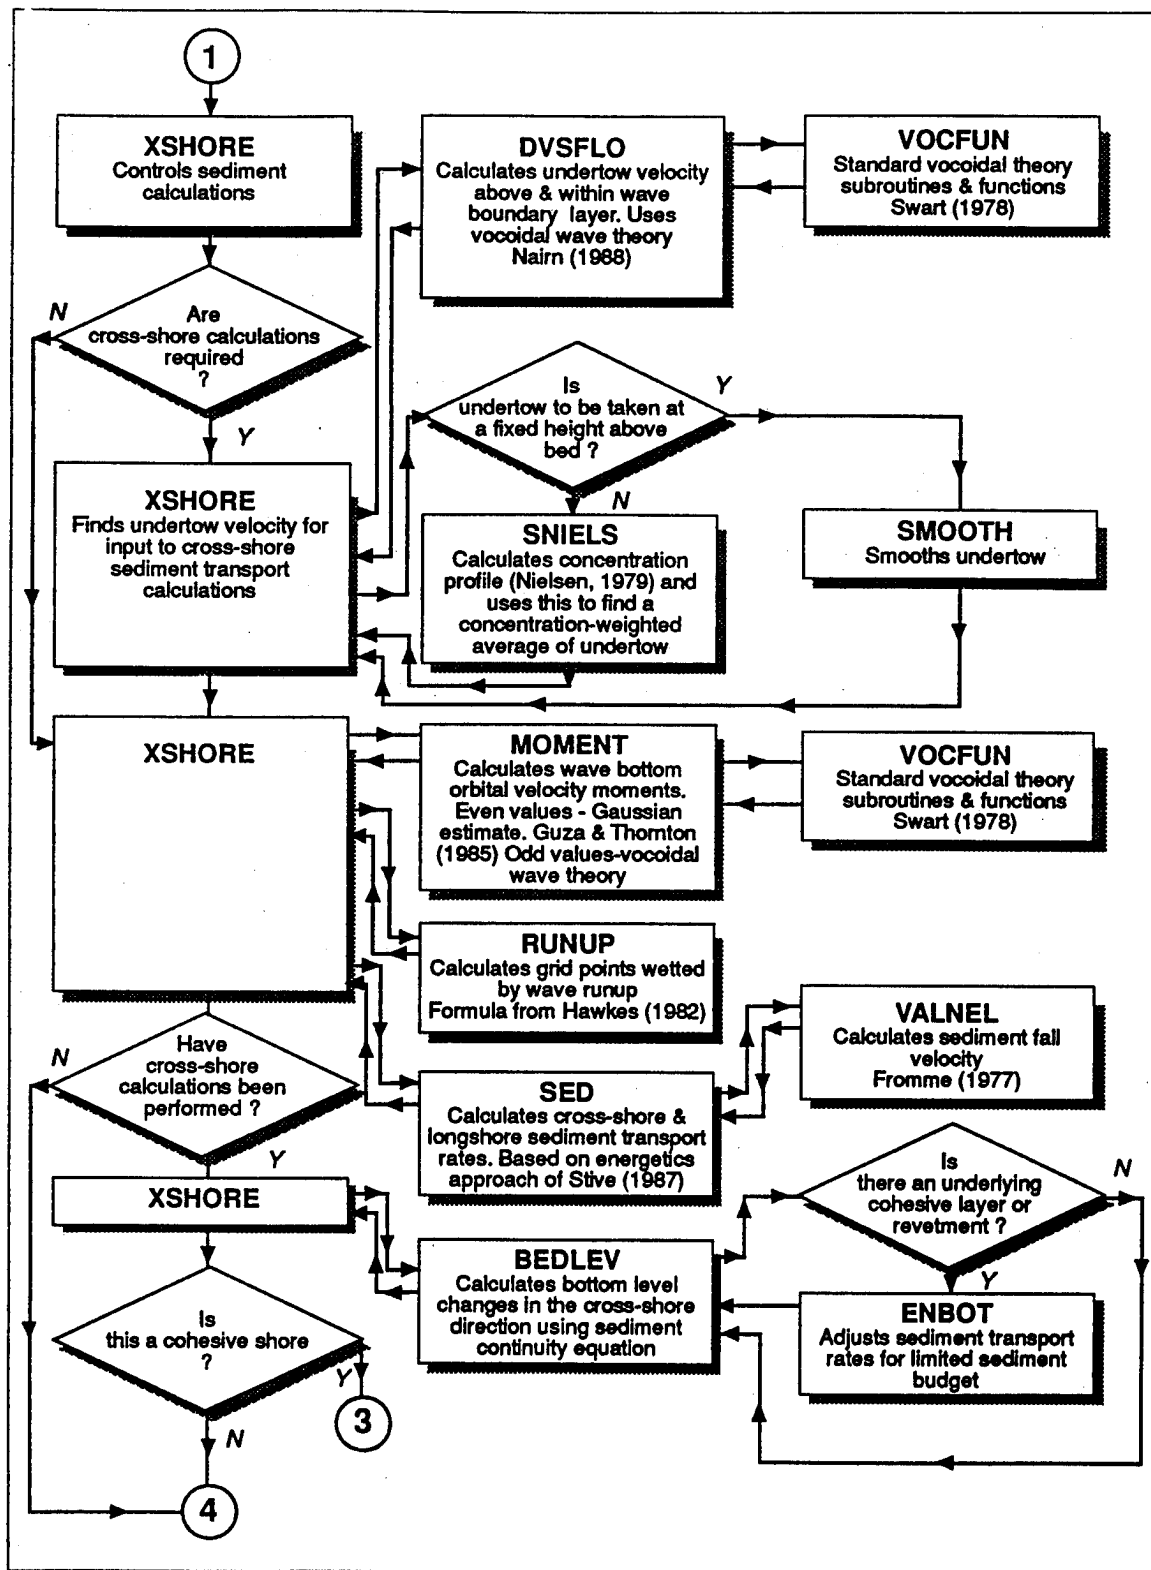 1
XSHORE
Controls sediment
calculations
DVSFLO
Calculates undertow velocity
above & within wave
boundary layer. Uses
vocoidal wave theory
Nairn (1988)
VOCFUN
Standard vocoidal theory
subroutines & functions
Swart (1978)
N
Are
cross-shore calculations
required
?
Y
Is
undertow to be taken at
a fixed height above
bed ?
Y
N
XSHORE
Finds undertow velocity for
input to cross-shore
sediment transport
calculations
SNIELS
Calculates concentration
profile (Nielsen, 1979) and
uses this to find a
concentration-weighted
average of undertow
SMOOTH
Smooths undertow
XSHORE
MOMENT
Calculates wave bottom
orbital velocity moments.
Even values - Gaussian
estimate. Guza & Thornton
(1985) Odd values-vocoidal
wave theory
VOCFUN
Standard vocoidal theory
subroutines & functions
Swart (1978)
RUNUP
Calculates grid points wetted
by wave runup
Formula from Hawkes (1982)
VALNEL
Calculates sediment fall
velocity
Fromme (1977)
N
Have
cross-shore
calculations been
performed ?
Y
SED
Calculates cross-shore &
longshore sediment transport
rates. Based on energetics
approach of Stive (1987)
Is
there an underlying
cohesive layer or
revetment ?
N
Y
XSHORE
BEDLEV
Calculates bottom level
changes in the cross-shore
direction using sediment
continuity equation
ENBOT
Adjusts sediment transport
rates for limited sediment
budget
Is
this a cohesive shore
?
Y
3
N
4